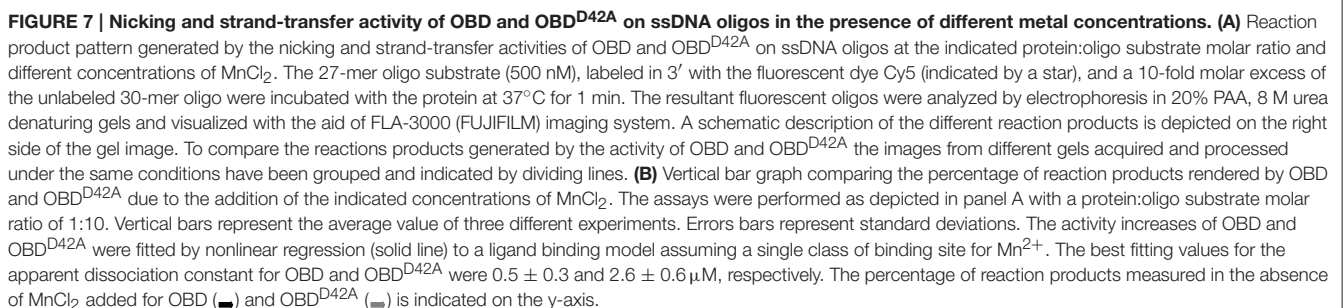 FIGURE 7 | Nicking and strand-transfer activity of OBD and OBD^D42A on ssDNA oligos in the presence of different metal concentrations. (A) Reaction
product pattern generated by the nicking and strand-transfer activities of OBD and OBD^D42A on ssDNA oligos at the indicated protein:oligo substrate molar ratio and
different concentrations of MnCl₂. The 27-mer oligo substrate (500 nM), labeled in 3′ with the fluorescent dye Cy5 (indicated by a star), and a 10-fold molar excess of
the unlabeled 30-mer oligo were incubated with the protein at 37°C for 1 min. The resultant fluorescent oligos were analyzed by electrophoresis in 20% PAA, 8 M urea
denaturing gels and visualized with the aid of FLA-3000 (FUJIFILM) imaging system. A schematic description of the different reaction products is depicted on the right
side of the gel image. To compare the reactions products generated by the activity of OBD and OBD^D42A the images from different gels acquired and processed
under the same conditions have been grouped and indicated by dividing lines. (B) Vertical bar graph comparing the percentage of reaction products rendered by OBD
and OBD^D42A due to the addition of the indicated concentrations of MnCl₂. The assays were performed as depicted in panel A with a protein:oligo substrate molar
ratio of 1:10. Vertical bars represent the average value of three different experiments. Errors bars represent standard deviations. The activity increases of OBD and
OBD^D42A were fitted by nonlinear regression (solid line) to a ligand binding model assuming a single class of binding site for Mn²⁺. The best fitting values for the
apparent dissociation constant for OBD and OBD^D42A were 0.5 ± 0.3 and 2.6 ± 0.6 μM, respectively. The percentage of reaction products measured in the absence
of MnCl₂ added for OBD (▬) and OBD^D42A (▬) is indicated on the y-axis.